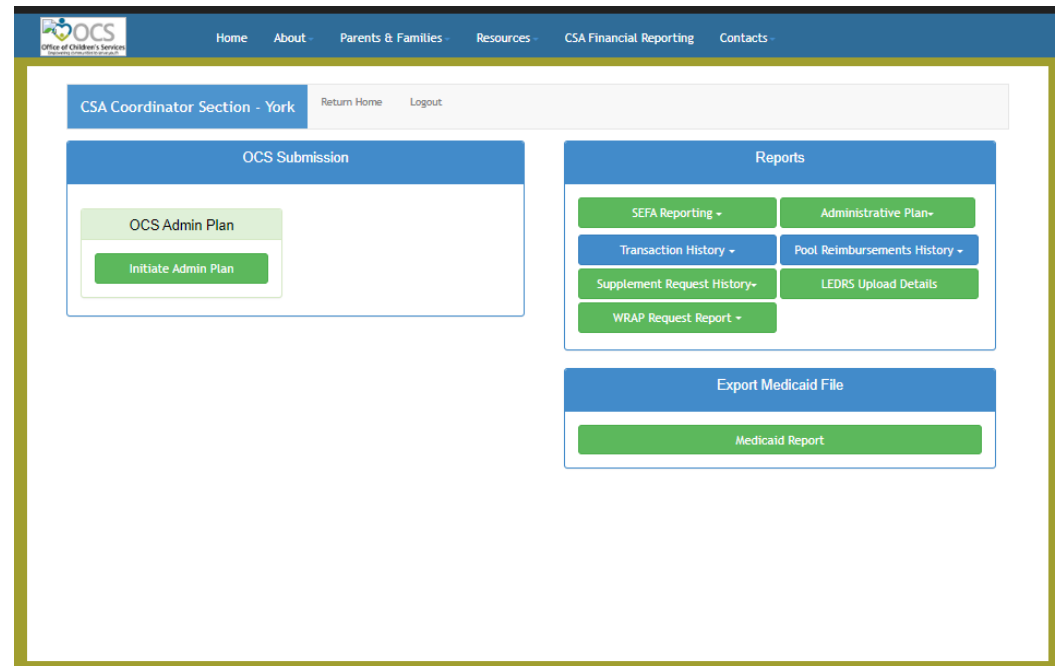 OCS
Office of Children's Services
Home About Parents & Families Resources CSA Financial Reporting Contacts
CSA Coordinator Section - York Return Home Logout
OCS Submission
OCS Admin Plan
Initiate Admin Plan
Reports
SEFA Reporting Administrative Plan
Transaction History Pool Reimbursements History
Supplement Request History LEDRS Upload Details
WRAP Request Report
Export Medicaid File
Medicaid Report